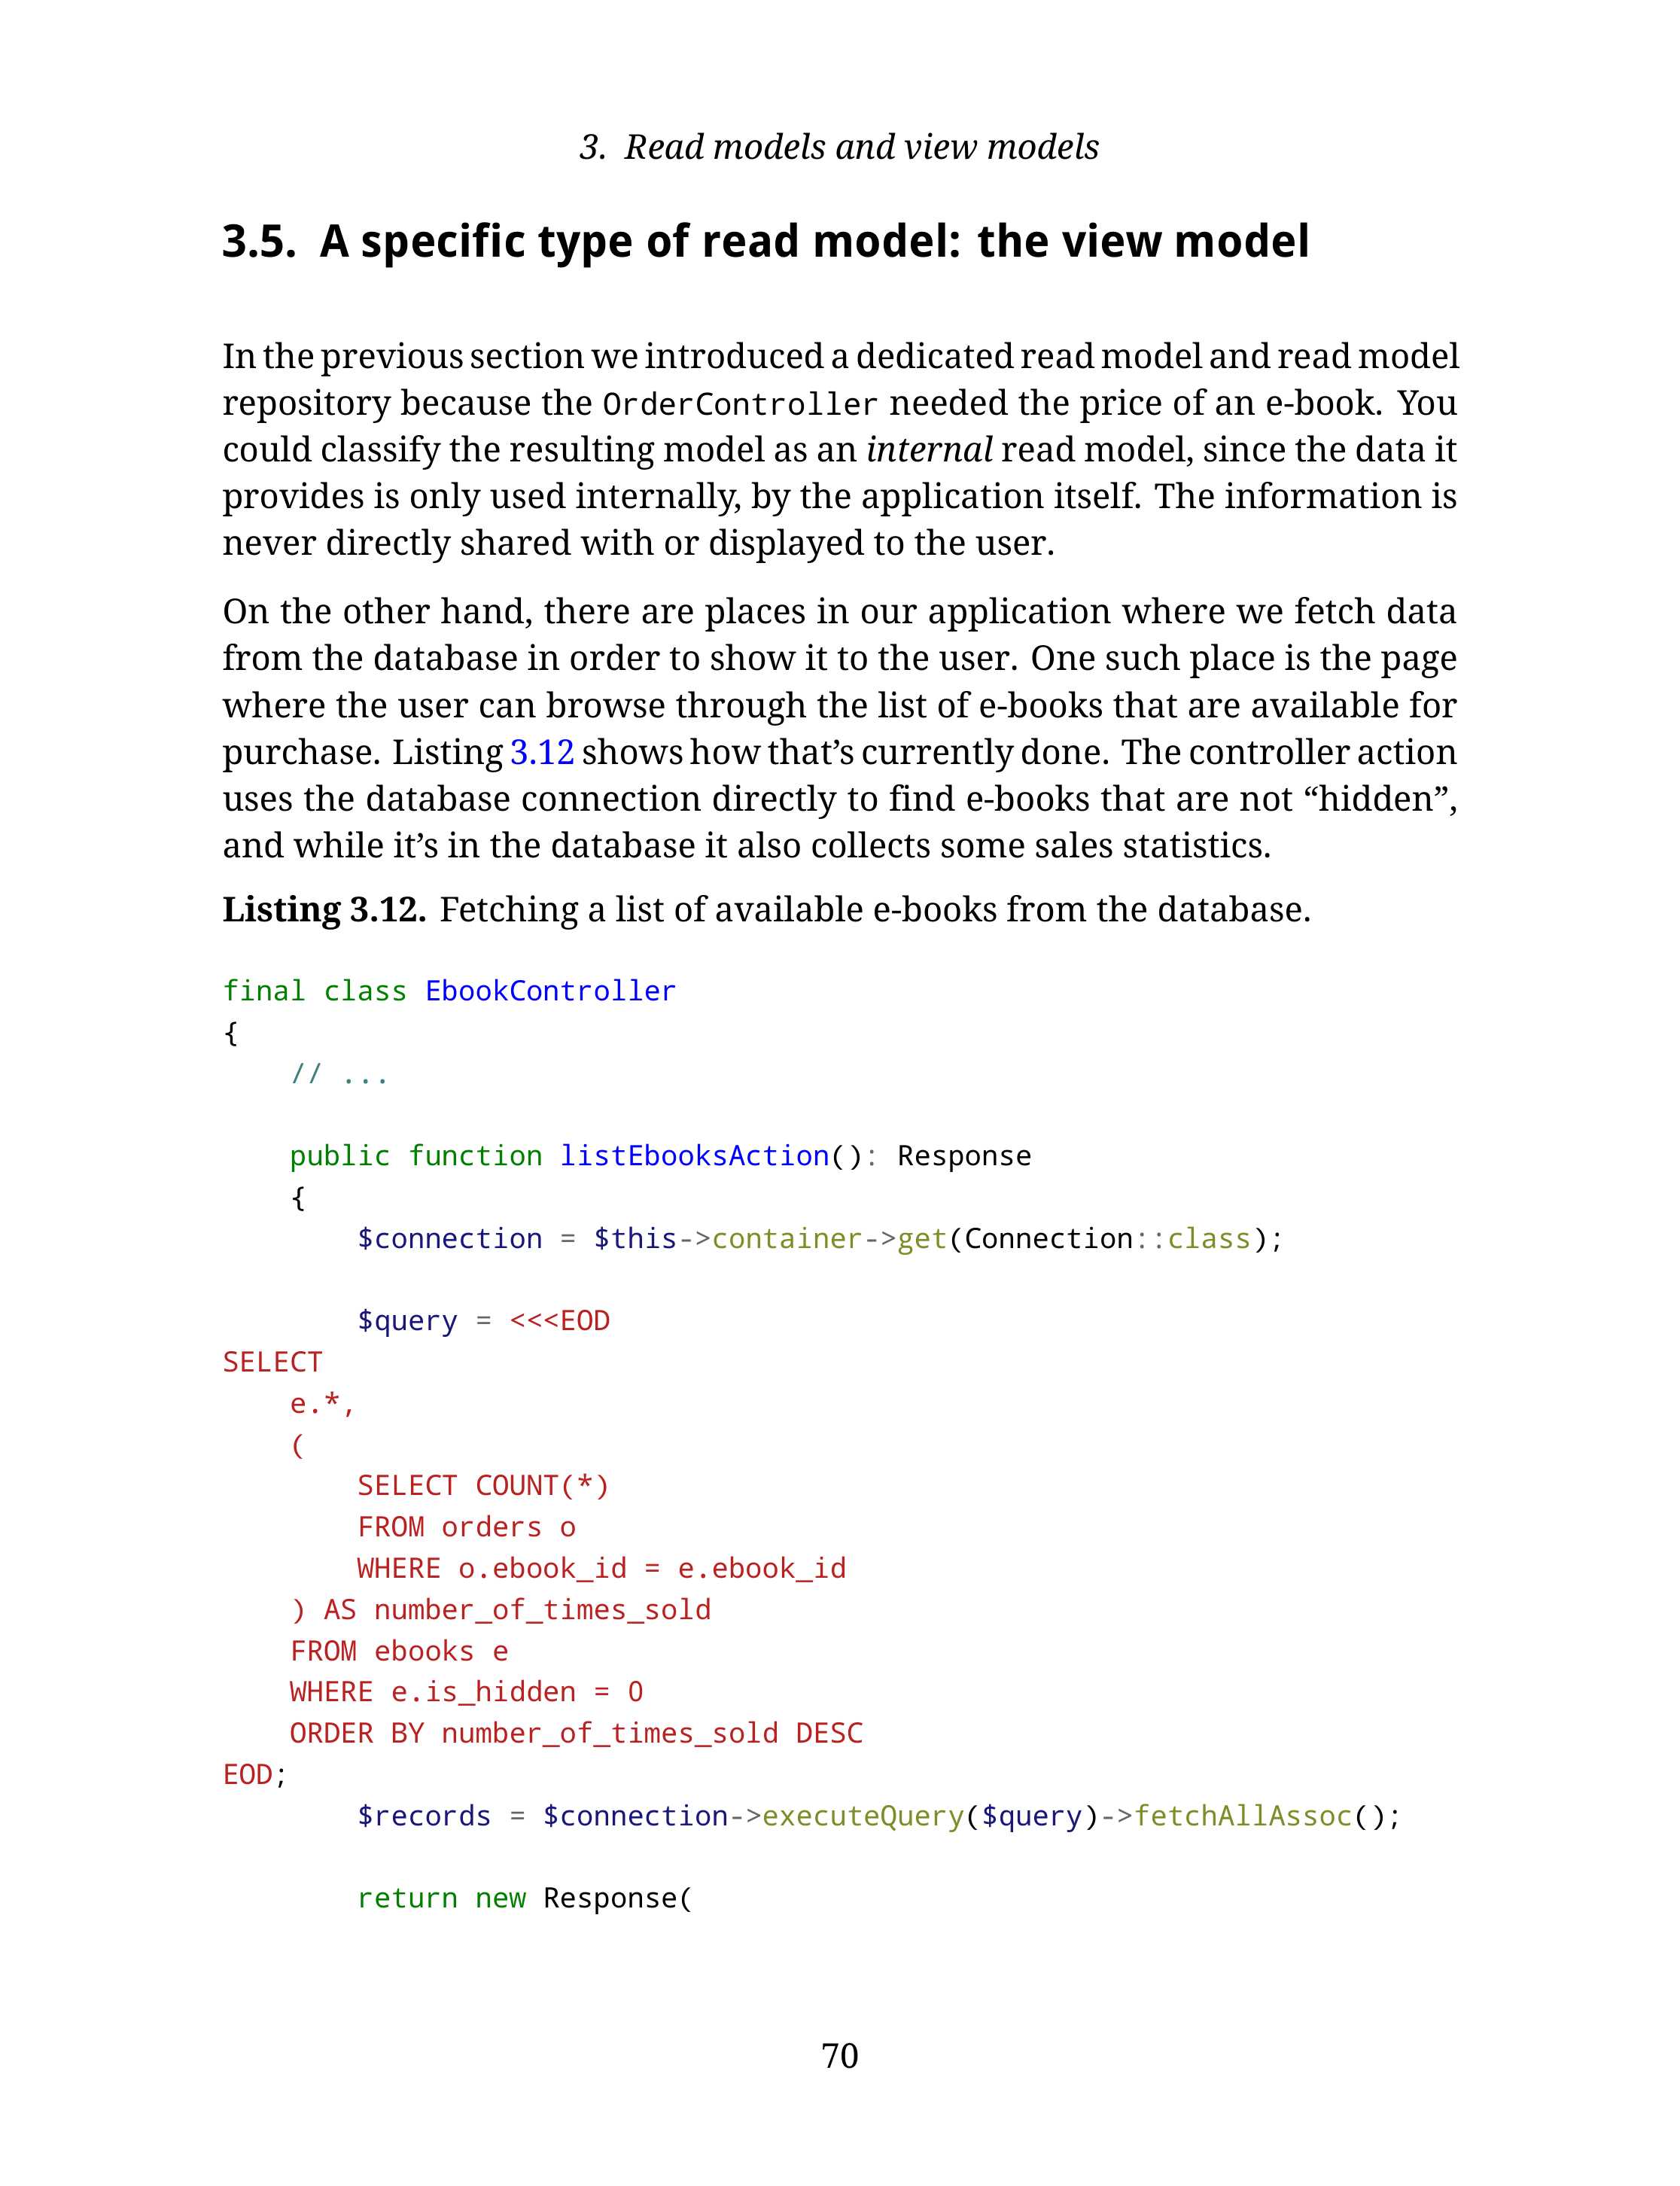 3. Read models and view models
3.5. A specific type of read model: the view model
In the previous section we introduced a dedicated read model and read model
repository because the OrderController needed the price of an e-book. You
could classify the resulting model as an internal read model, since the data it
provides is only used internally, by the application itself. The information is
never directly shared with or displayed to the user.
On the other hand, there are places in our application where we fetch data
from the database in order to show it to the user. One such place is the page
where the user can browse through the list of e-books that are available for
purchase. Listing 3.12 shows how that’s currently done. The controller action
uses the database connection directly to find e-books that are not “hidden”,
and while it’s in the database it also collects some sales statistics.
Listing 3.12. Fetching a list of available e-books from the database.
final class EbookController
{
    // ...
    public function listEbooksAction(): Response
    {
        $connection = $this->container->get(Connection::class);
        $query = <<<EOD
SELECT
    e.*,
    (
        SELECT COUNT(*)
        FROM orders o
        WHERE o.ebook_id = e.ebook_id
    ) AS number_of_times_sold
    FROM ebooks e
    WHERE e.is_hidden = 0
    ORDER BY number_of_times_sold DESC
EOD;
        $records = $connection->executeQuery($query)->fetchAllAssoc();
        return new Response(
70